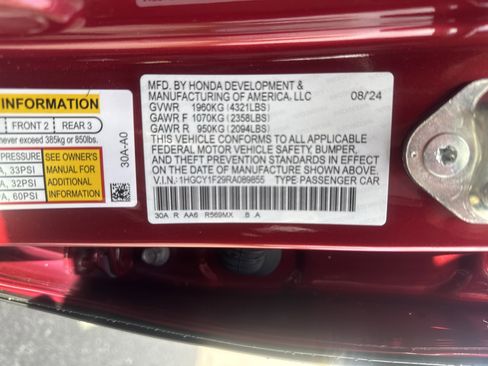 INFORMATION
FRONT 2 REAR 3
never exceed 385kg or 850lbs.
PRESSURE SEE OWNER'S
33PSI MANUAL FOR
32PSI ADDITIONAL
60PSI INFORMATION
30A-A0
MFD. BY HONDA DEVELOPMENT &
MANUFACTURING OF AMERICA, LLC 08/24
GVWR 1960KG (4321LBS)
GAWR F 1070KG (2358LBS)
GAWR R 950KG (2094LBS)
THIS VEHICLE CONFORMS TO ALL APPLICABLE
FEDERAL MOTOR VEHICLE SAFETY, BUMPER,
AND THEFT PREVENTION STANDARDS IN EFFECT
ON THE DATE OF MANUFACTURE SHOWN ABOVE.
V.I.N.: 1HGCY1F29RA089855 TYPE PASSENGER CAR
30A R AA6 R569MX B A